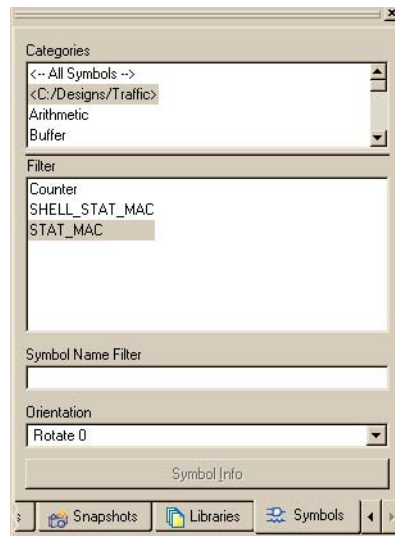 Categories
<-- All Symbols -->
<C:/Designs/Traffic>
Arithmetic
Buffer
Filter
Counter
SHELL_STAT_MAC
STAT_MAC
Symbol Name Filter
Orientation
Rotate 0
Symbol Info
s Snapshots Libraries Symbols